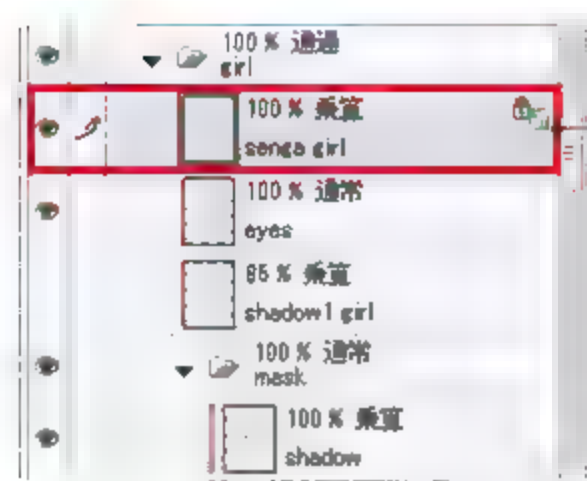 100 % 通過
girl
100 % 乗算
senga girl
100 % 通常
eyes
85 % 乗算
shadow1 girl
100 % 通常
mask
100 % 乗算
shadow